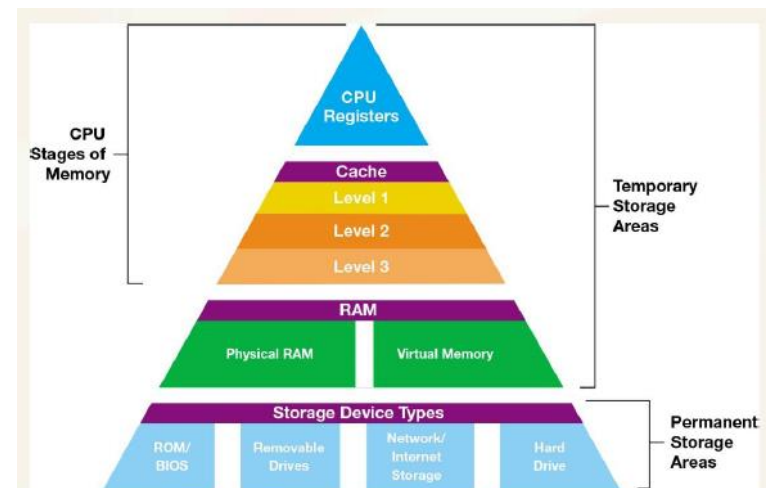 CPU
Registers
CPU
Stages of
Memory
Cache
Level 1
Level 2
Level 3
Temporary
Storage
Areas
RAM
Physical RAM
Virtual Memory
Storage Device Types
ROM/
BIOS
Removable
Drives
Network/
Internet
Storage
Hard
Drive
Permanent
Storage
Areas